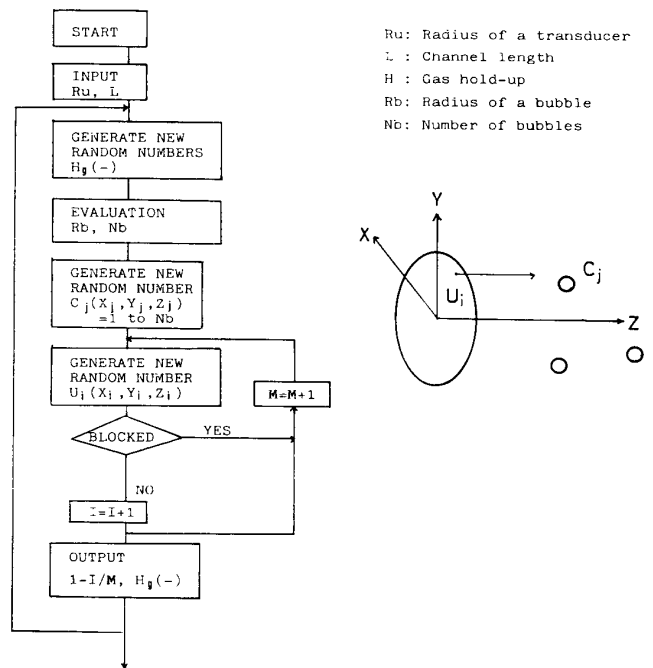 START
INPUT
Ru, L
GENERATE NEW
RANDOM NUMBERS
Hg(-)
EVALUATION
Rb, Nb
GENERATE NEW
RANDOM NUMBER
Cj(Xj,Yj,Zj)
=1 to Nb
GENERATE NEW
RANDOM NUMBER
Ui(Xi,Yi,Zi)
M=M+1
BLOCKED
YES
NO
I=I+1
OUTPUT
1-I/M, Hg(-)
Ru: Radius of a transducer
L : Channel length
H : Gas hold-up
Rb: Radius of a bubble
Nb: Number of bubbles
Y
X
Ui
Cj
Z